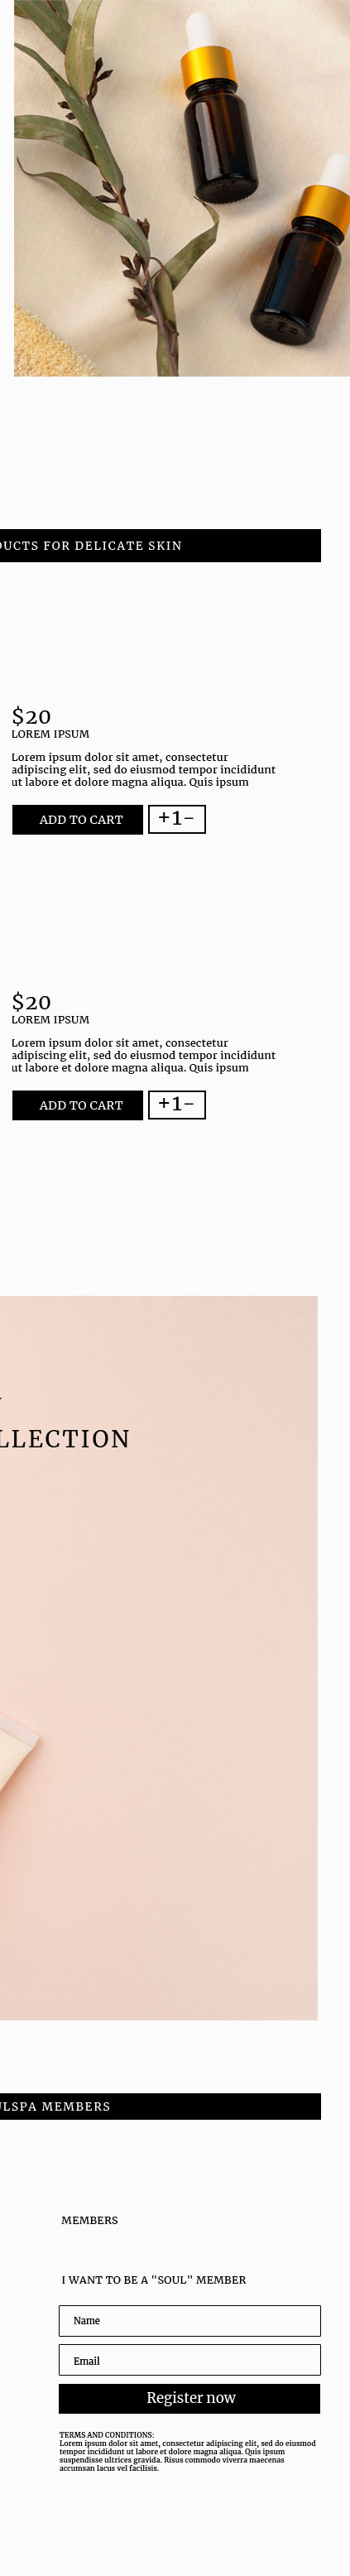 FOR DELICATE SKIN
$20
LOREM IPSUM
Lorem ipsum dolor sit amet, consectetur
adipiscing elit, sed do eiusmod tempor incididunt
ut labore et dolore magna aliqua. Quis ipsum
ADD TO CART +1-
$20
LOREM IPSUM
Lorem ipsum dolor sit amet, consectetur
adipiscing elit, sed do eiusmod tempor incididunt
ut labore et dolore magna aliqua. Quis ipsum
ADD TO CART +1-
MEMBERS
MEMBERS
I WANT TO BE A "SOUL" MEMBER
Name
Email
Register now
TERMS AND CONDITIONS:
Lorem ipsum dolor sit amet, consectetur adipiscing elit, sed do eiusmod
tempor incididunt ut labore et dolore magna aliqua. Quis ipsum
suspendisse ultrices gravida. Risus commodo viverra maecenas
accumsan lacus vel facilisis.